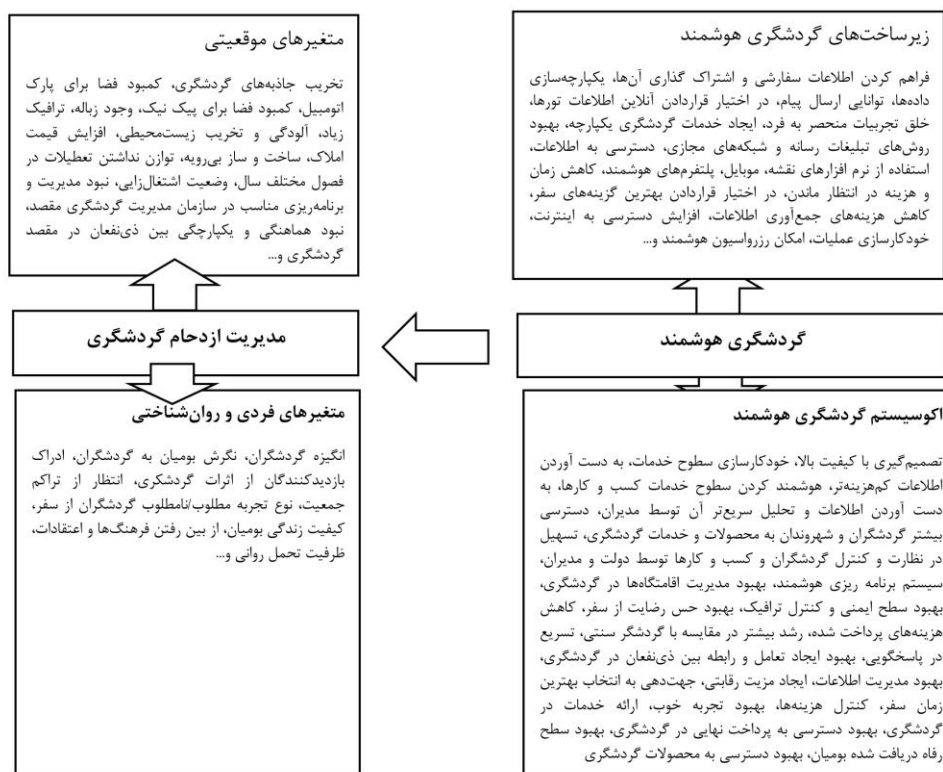 زیرساخت‌های گردشگری هوشمند
فراهم کردن اطلاعات سفارشی و اشتراک گذاری آن‌ها، یکپارچه‌سازی
داده‌ها، توانایی ارسال پیام، در اختیار قراردادن آنلاین اطلاعات تورها،
خلق تجربیات منحصر به فرد، ایجاد خدمات گردشگری یکپارچه، بهبود
روش‌های تبلیغات رسانه و شبکه‌های مجازی، دسترسی به اطلاعات،
استفاده از نرم افزارهای نقشه، موبایل، پلتفرم‌های هوشمند، کاهش زمان
و هزینه در انتظار ماندن، در اختیار قراردادن بهترین گزینه‌های سفر،
کاهش هزینه‌های جمع‌آوری اطلاعات، افزایش دسترسی به اینترنت،
خودکارسازی عملیات، امکان رزرواسیون هوشمند و...
گردشگری هوشمند
اکوسیستم گردشگری هوشمند
تصمیم‌گیری با کیفیت بالا، خودکارسازی سطوح خدمات، به دست آوردن
اطلاعات کم‌هزینه‌تر، هوشمند کردن سطوح خدمات کسب و کارها، به
دست آوردن اطلاعات و تحلیل سریع‌تر آن توسط مدیران، دسترسی
بیشتر گردشگران و شهروندان به محصولات و خدمات گردشگری، تسهیل
در نظارت و کنترل گردشگران و کسب و کارها توسط دولت و مدیران،
سیستم برنامه ریزی هوشمند، بهبود مدیریت اقامتگاه‌ها در گردشگری،
بهبود سطح ایمنی و کنترل ترافیک، بهبود حس رضایت از سفر، کاهش
هزینه‌های پرداخت شده، رشد بیشتر در مقایسه با گردشگر سنتی، تسریع
در پاسخگویی، بهبود ایجاد تعامل و رابطه بین ذی‌نفعان در گردشگری،
بهبود مدیریت اطلاعات، ایجاد مزیت رقابتی، جهت‌دهی به انتخاب بهترین
زمان سفر، کنترل هزینه‌ها، بهبود تجربه خوب، ارائه خدمات در
گردشگری، بهبود دسترسی به پرداخت نهایی در گردشگری، بهبود سطح
رفاه دریافت شده بومیان، بهبود دسترسی به محصولات گردشگری
متغیرهای موقعیتی
تخریب جاذبه‌های گردشگری، کمبود فضا برای پارک
اتومبیل، کمبود فضا برای پیک نیک، وجود زباله، ترافیک
زیاد، آلودگی و تخریب زیست‌محیطی، افزایش قیمت
املاک، ساخت و ساز بی‌رویه، توازن نداشتن تعطیلات در
فصول مختلف سال، وضعیت اشتغال‌زایی، نبود مدیریت و
برنامه‌ریزی مناسب در سازمان مدیریت گردشگری مقصد،
نبود هماهنگی و یکپارچگی بین ذی‌نفعان در مقصد
گردشگری و...
مدیریت ازدحام گردشگری
متغیرهای فردی و روان‌شناختی
انگیزه گردشگران، نگرش بومیان به گردشگران، ادراک
بازدیدکنندگان از اثرات گردشکری، انتظار از تراکم
جمعیت، نوع تجربه مطلوب/نامطلوب گردشگران از سفر،
کیفیت زندگی بومیان، از بین رفتن فرهنگ‌ها و اعتقادات،
ظرفیت تحمل روانی و...